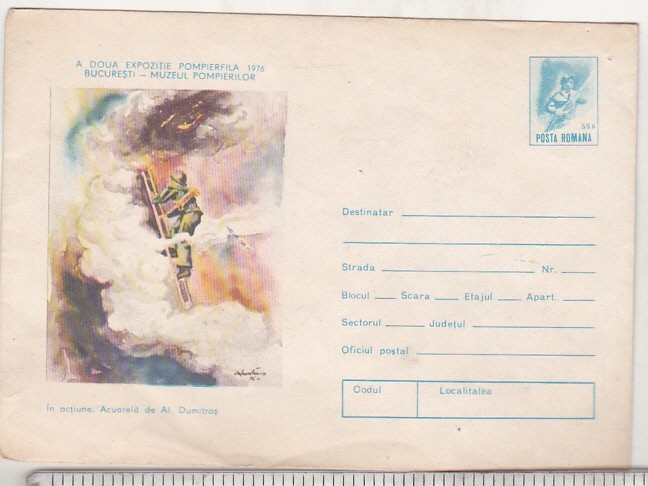 A DOUA EXPOZIȚIE POMPIERFILA 1976
BUCUREȘTI – MUZEUL POMPIERILOR
55 b
POSTA ROMANA
Destinatar
Strada Nr.
Blocul Scara Etajul Apart.
Sectorul Județul
Oficiul poștal
Codul Localitatea
În acțiune. Acuarelă de Al. Dumitraș